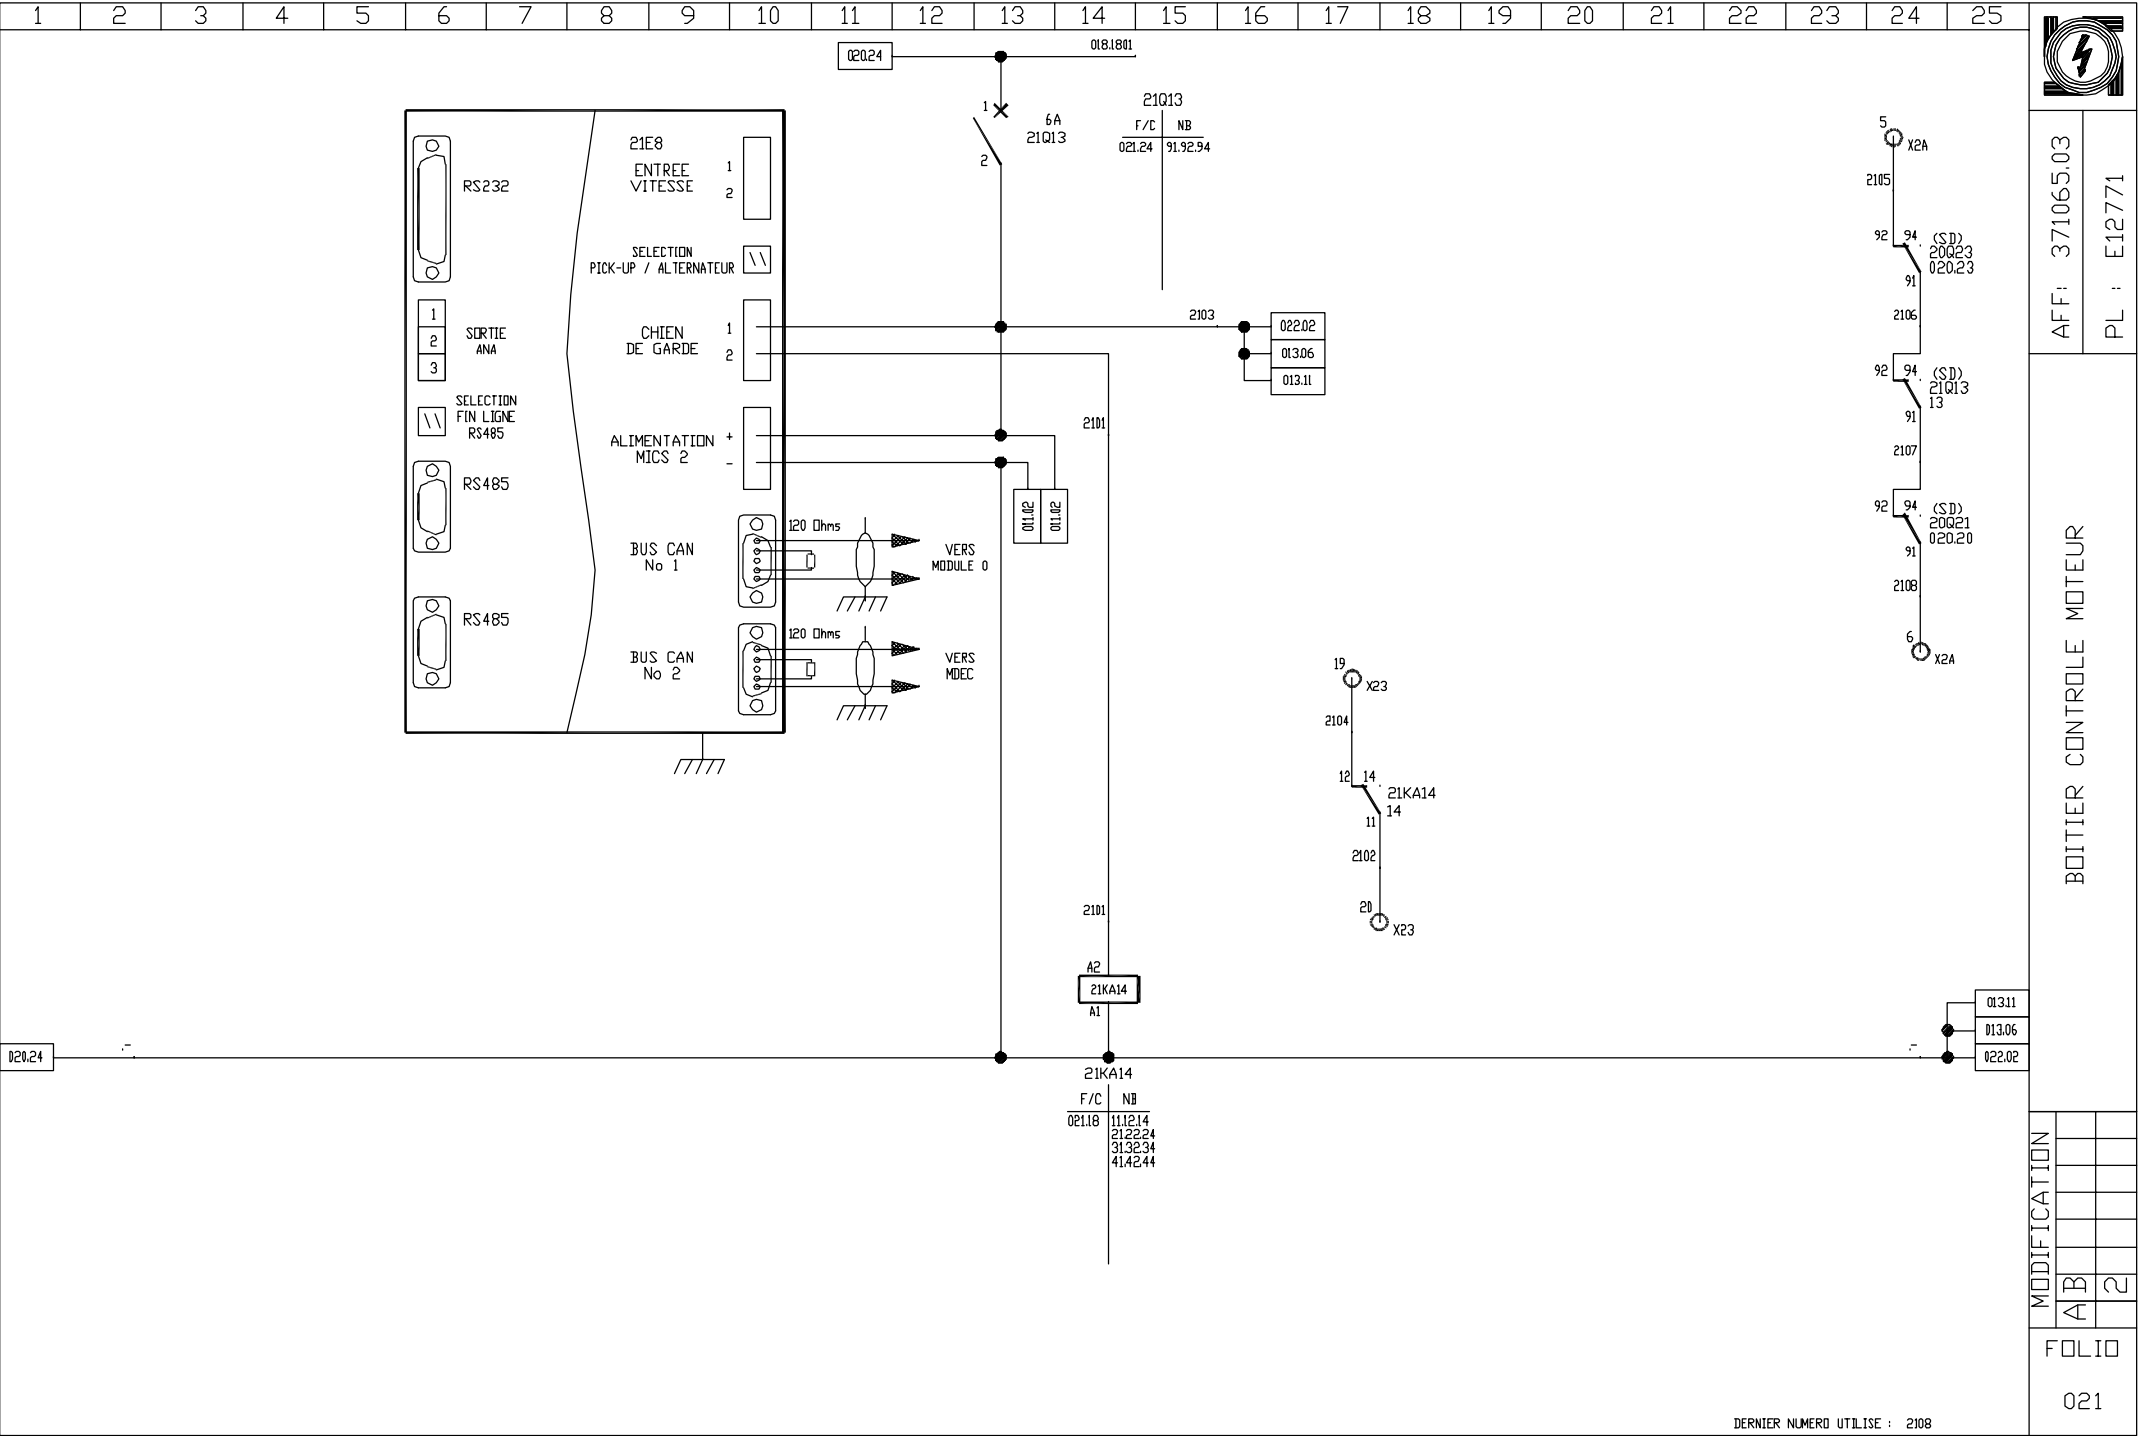 1 2 3 4 5 6 7 8 9 10 11 12 13 14 15 16 17 18 19 20 21 22 23 24 25
020.24
018.1801
1
6A
21Q13
2
21Q13
F/C NB
021.24 91.92.94
RS232
1
2
3
SORTIE
ANA
SELECTION
FIN LIGNE
RS485
RS485
RS485
21E8
ENTREE
VITESSE
1
2
SELECTION
PICK-UP / ALTERNATEUR
CHIEN
DE GARDE
1
2
ALIMENTATION
MICS 2
+
-
BUS CAN
No 1
120 Ohms
VERS
MODULE 0
BUS CAN
No 2
120 Ohms
VERS
MDEC
2103
022.02
013.06
013.11
2101
011.02
011.02
2101
A2
21KA14
A1
020.24
.-
.-
013.11
013.06
022.02
21KA14
F/C NB
021.18 11.12.14
21.22.24
31.32.34
41.42.44
19
X23
2104
12 14
21KA14
14
11
2102
20
X23
5
X2A
2105
92 94 (SD)
20Q23
020.23
91
2106
92 94 (SD)
21Q13
13
91
2107
92 94 (SD)
20Q21
020.20
91
2108
6
X2A
AFF: 371065.03
PL : E12771
BOITIER CONTROLE MOTEUR
MODIFICATION
A B
2
FOLIO
021
DERNIER NUMERO UTILISE : 2108